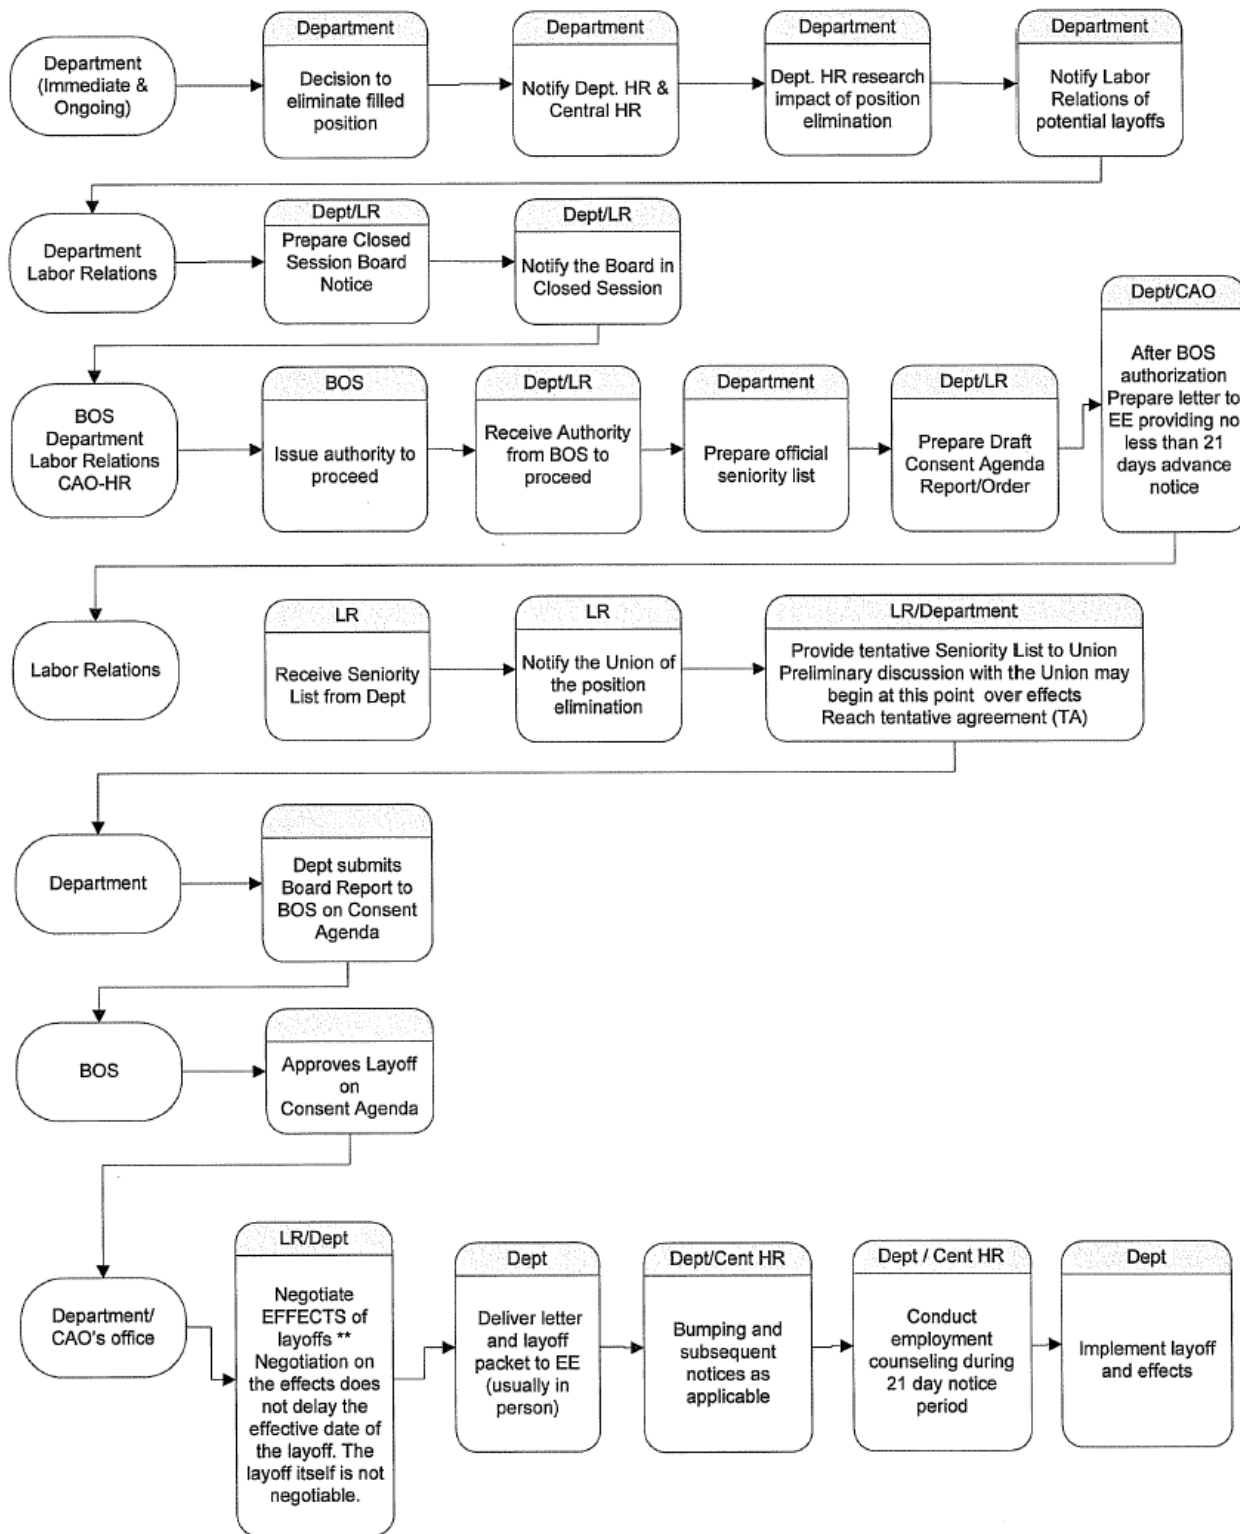 Department
(Immediate &
Ongoing)
Department
Decision to
eliminate filled
position
Department
Notify Dept. HR &
Central HR
Department
Dept. HR research
impact of position
elimination
Department
Notify Labor
Relations of
potential layoffs
Department
Labor Relations
Dept/LR
Prepare Closed
Session Board
Notice
Dept/LR
Notify the Board in
Closed Session
BOS
Department
Labor Relations
CAO-HR
BOS
Issue authority to
proceed
Dept/LR
Receive Authority
from BOS to
proceed
Department
Prepare official
seniority list
Dept/LR
Prepare Draft
Consent Agenda
Report/Order
Dept/CAO
After BOS
authorization
Prepare letter to
EE providing no
less than 21
days advance
notice
Labor Relations
LR
Receive Seniority
List from Dept
LR
Notify the Union of
the position
elimination
LR/Department
Provide tentative Seniority List to Union
Preliminary discussion with the Union may
begin at this point over effects
Reach tentative agreement (TA)
Department
Dept submits
Board Report to
BOS on Consent
Agenda
BOS
Approves Layoff
on
Consent Agenda
Department/
CAO's office
LR/Dept
Negotiate
EFFECTS of
layoffs **
Negotiation on
the effects does
not delay the
effective date of
the layoff. The
layoff itself is not
negotiable.
Dept
Deliver letter
and layoff
packet to EE
(usually in
person)
Dept/Cent HR
Bumping and
subsequent
notices as
applicable
Dept / Cent HR
Conduct
employment
counseling during
21 day notice
period
Dept
Implement layoff
and effects